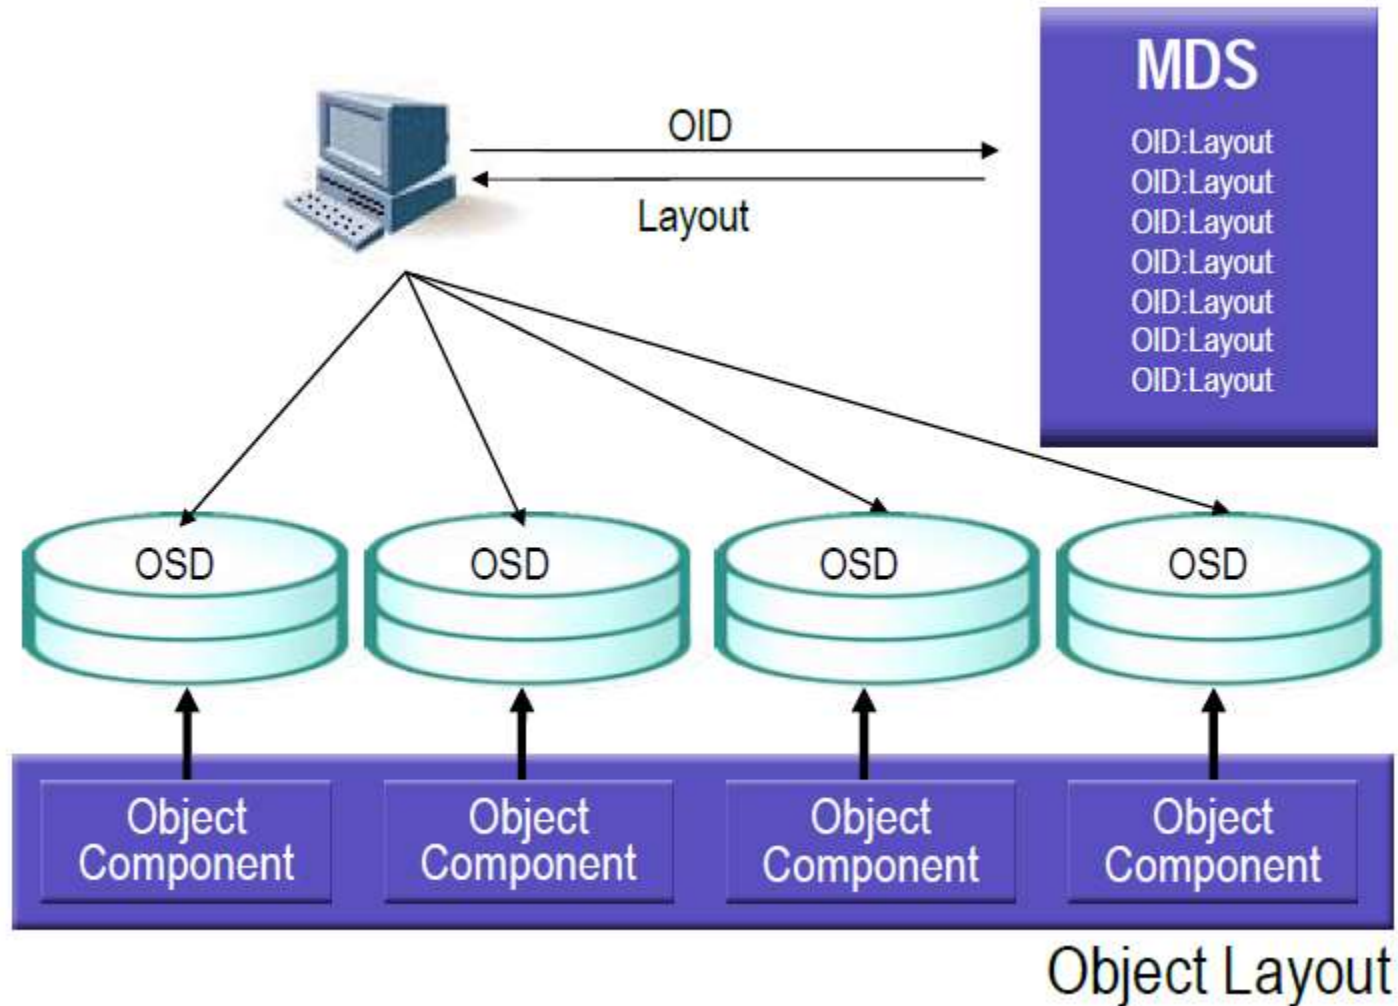 MDS
OID
OID:Layout
OID:Layout
OID:Layout
OID:Layout
OID:Layout
OID:Layout
OID:Layout
Layout
OSD
OSD
OSD
OSD
Object
Component
Object
Component
Object
Component
Object
Component
Object Layout